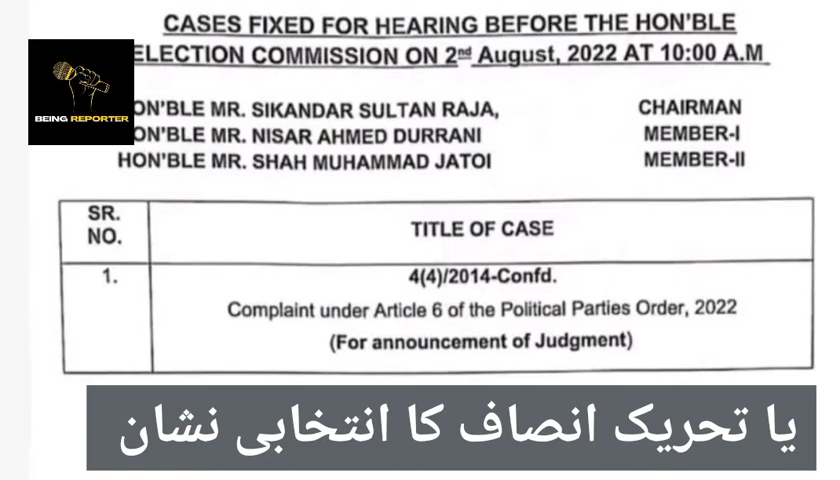 CASES FIXED FOR HEARING BEFORE THE HON'BLE
ELECTION COMMISSION ON 2nd August, 2022 AT 10:00 A.M
BEING REPORTER
HON'BLE MR. SIKANDAR SULTAN RAJA, CHAIRMAN
HON'BLE MR. NISAR AHMED DURRANI MEMBER-I
HON'BLE MR. SHAH MUHAMMAD JATOI MEMBER-II
SR. NO. TITLE OF CASE
1. 4(4)/2014-Confd.
Complaint under Article 6 of the Political Parties Order, 2022
(For announcement of Judgment)
یا تحریک انصاف کا انتخابی نشان